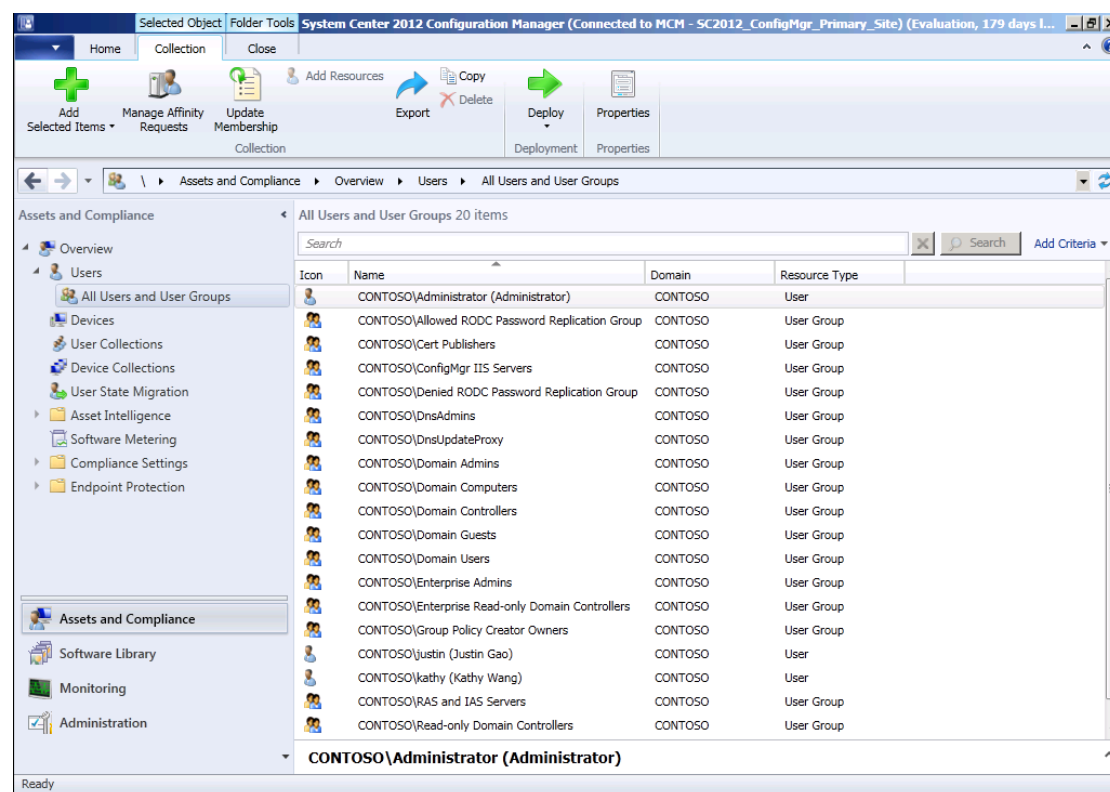 Selected Object Folder Tools System Center 2012 Configuration Manager (Connected to MCM - SC2012_ConfigMgr_Primary_Site) (Evaluation, 179 days l...
Home Collection Close
Add Selected Items
Manage Affinity Requests
Update Membership
Add Resources
Export
Copy
Delete
Deploy
Properties
Collection
Deployment
Properties
\ Assets and Compliance Overview Users All Users and User Groups
Assets and Compliance
Overview
Users
All Users and User Groups
Devices
User Collections
Device Collections
User State Migration
Asset Intelligence
Software Metering
Compliance Settings
Endpoint Protection
Assets and Compliance
Software Library
Monitoring
Administration
All Users and User Groups 20 items
Search Search Add Criteria
Icon Name Domain Resource Type
CONTOSO\Administrator (Administrator) CONTOSO User
CONTOSO\Allowed RODC Password Replication Group CONTOSO User Group
CONTOSO\Cert Publishers CONTOSO User Group
CONTOSO\ConfigMgr IIS Servers CONTOSO User Group
CONTOSO\Denied RODC Password Replication Group CONTOSO User Group
CONTOSO\DnsAdmins CONTOSO User Group
CONTOSO\DnsUpdateProxy CONTOSO User Group
CONTOSO\Domain Admins CONTOSO User Group
CONTOSO\Domain Computers CONTOSO User Group
CONTOSO\Domain Controllers CONTOSO User Group
CONTOSO\Domain Guests CONTOSO User Group
CONTOSO\Domain Users CONTOSO User Group
CONTOSO\Enterprise Admins CONTOSO User Group
CONTOSO\Enterprise Read-only Domain Controllers CONTOSO User Group
CONTOSO\Group Policy Creator Owners CONTOSO User Group
CONTOSO\justin (Justin Gao) CONTOSO User
CONTOSO\kathy (Kathy Wang) CONTOSO User
CONTOSO\RAS and IAS Servers CONTOSO User Group
CONTOSO\Read-only Domain Controllers CONTOSO User Group
CONTOSO\Administrator (Administrator)
Ready